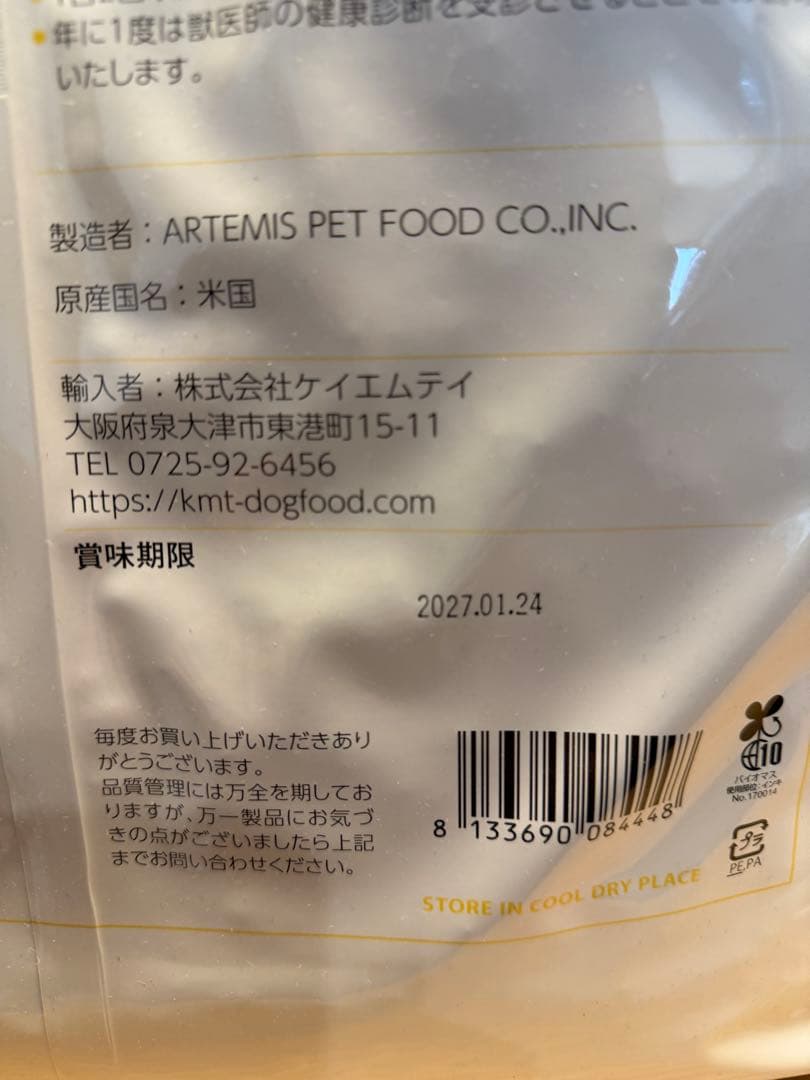 •年に1度は獣医師の健康診断を受診させること
いたします。
製造者：ARTEMIS PET FOOD CO.,INC.
原産国名：米国
輸入者：株式会社ケイエムテイ
大阪府泉大津市東港町15-11
TEL 0725-92-6456
https://kmt-dogfood.com
賞味期限
2027.01.24
毎度お買い上げいただきあり
がとうございます。
品質管理には万全を期してお
りますが、万一製品にお気づ
きの点がございましたら上記
までお問い合わせください。
8 133690 084448
10
バイオマス
使用部位：インキ
No.170014
プラ
PE,PA
STORE IN COOL DRY PLACE